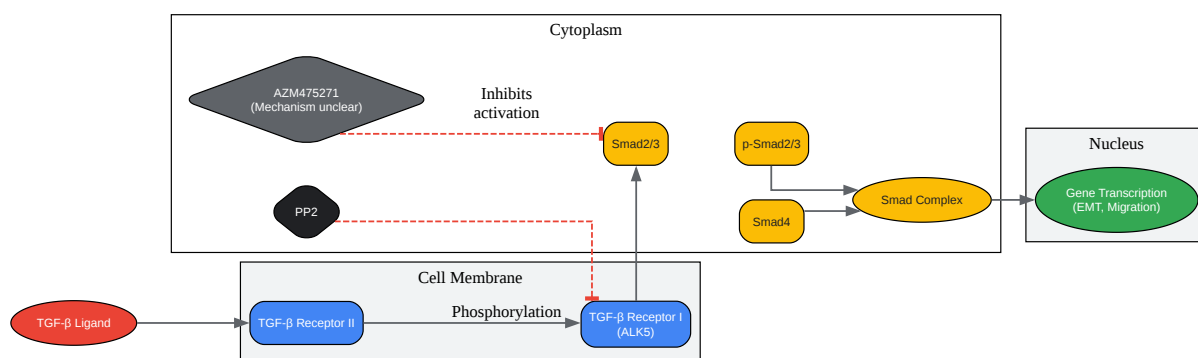 Cytoplasm
AZM475271
(Mechanism unclear)
Inhibits
activation
Smad2/3
p-Smad2/3
Nucleus
Gene Transcription
(EMT, Migration)
Smad Complex
PP2
Smad4
Cell Membrane
TGF-β Ligand
TGF-β Receptor II
Phosphorylation
TGF-β Receptor I
(ALK5)